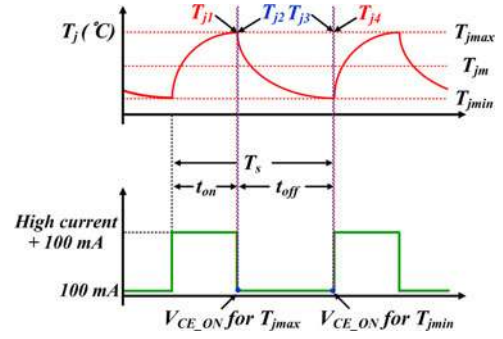 Tj1 Tj2 Tj3 Tj4
Tj (°C)
Tjmax
Tjm
Tjmin
Ts
ton toff
High current
+ 100 mA
100 mA
VCE_ON for Tjmax VCE_ON for Tjmin